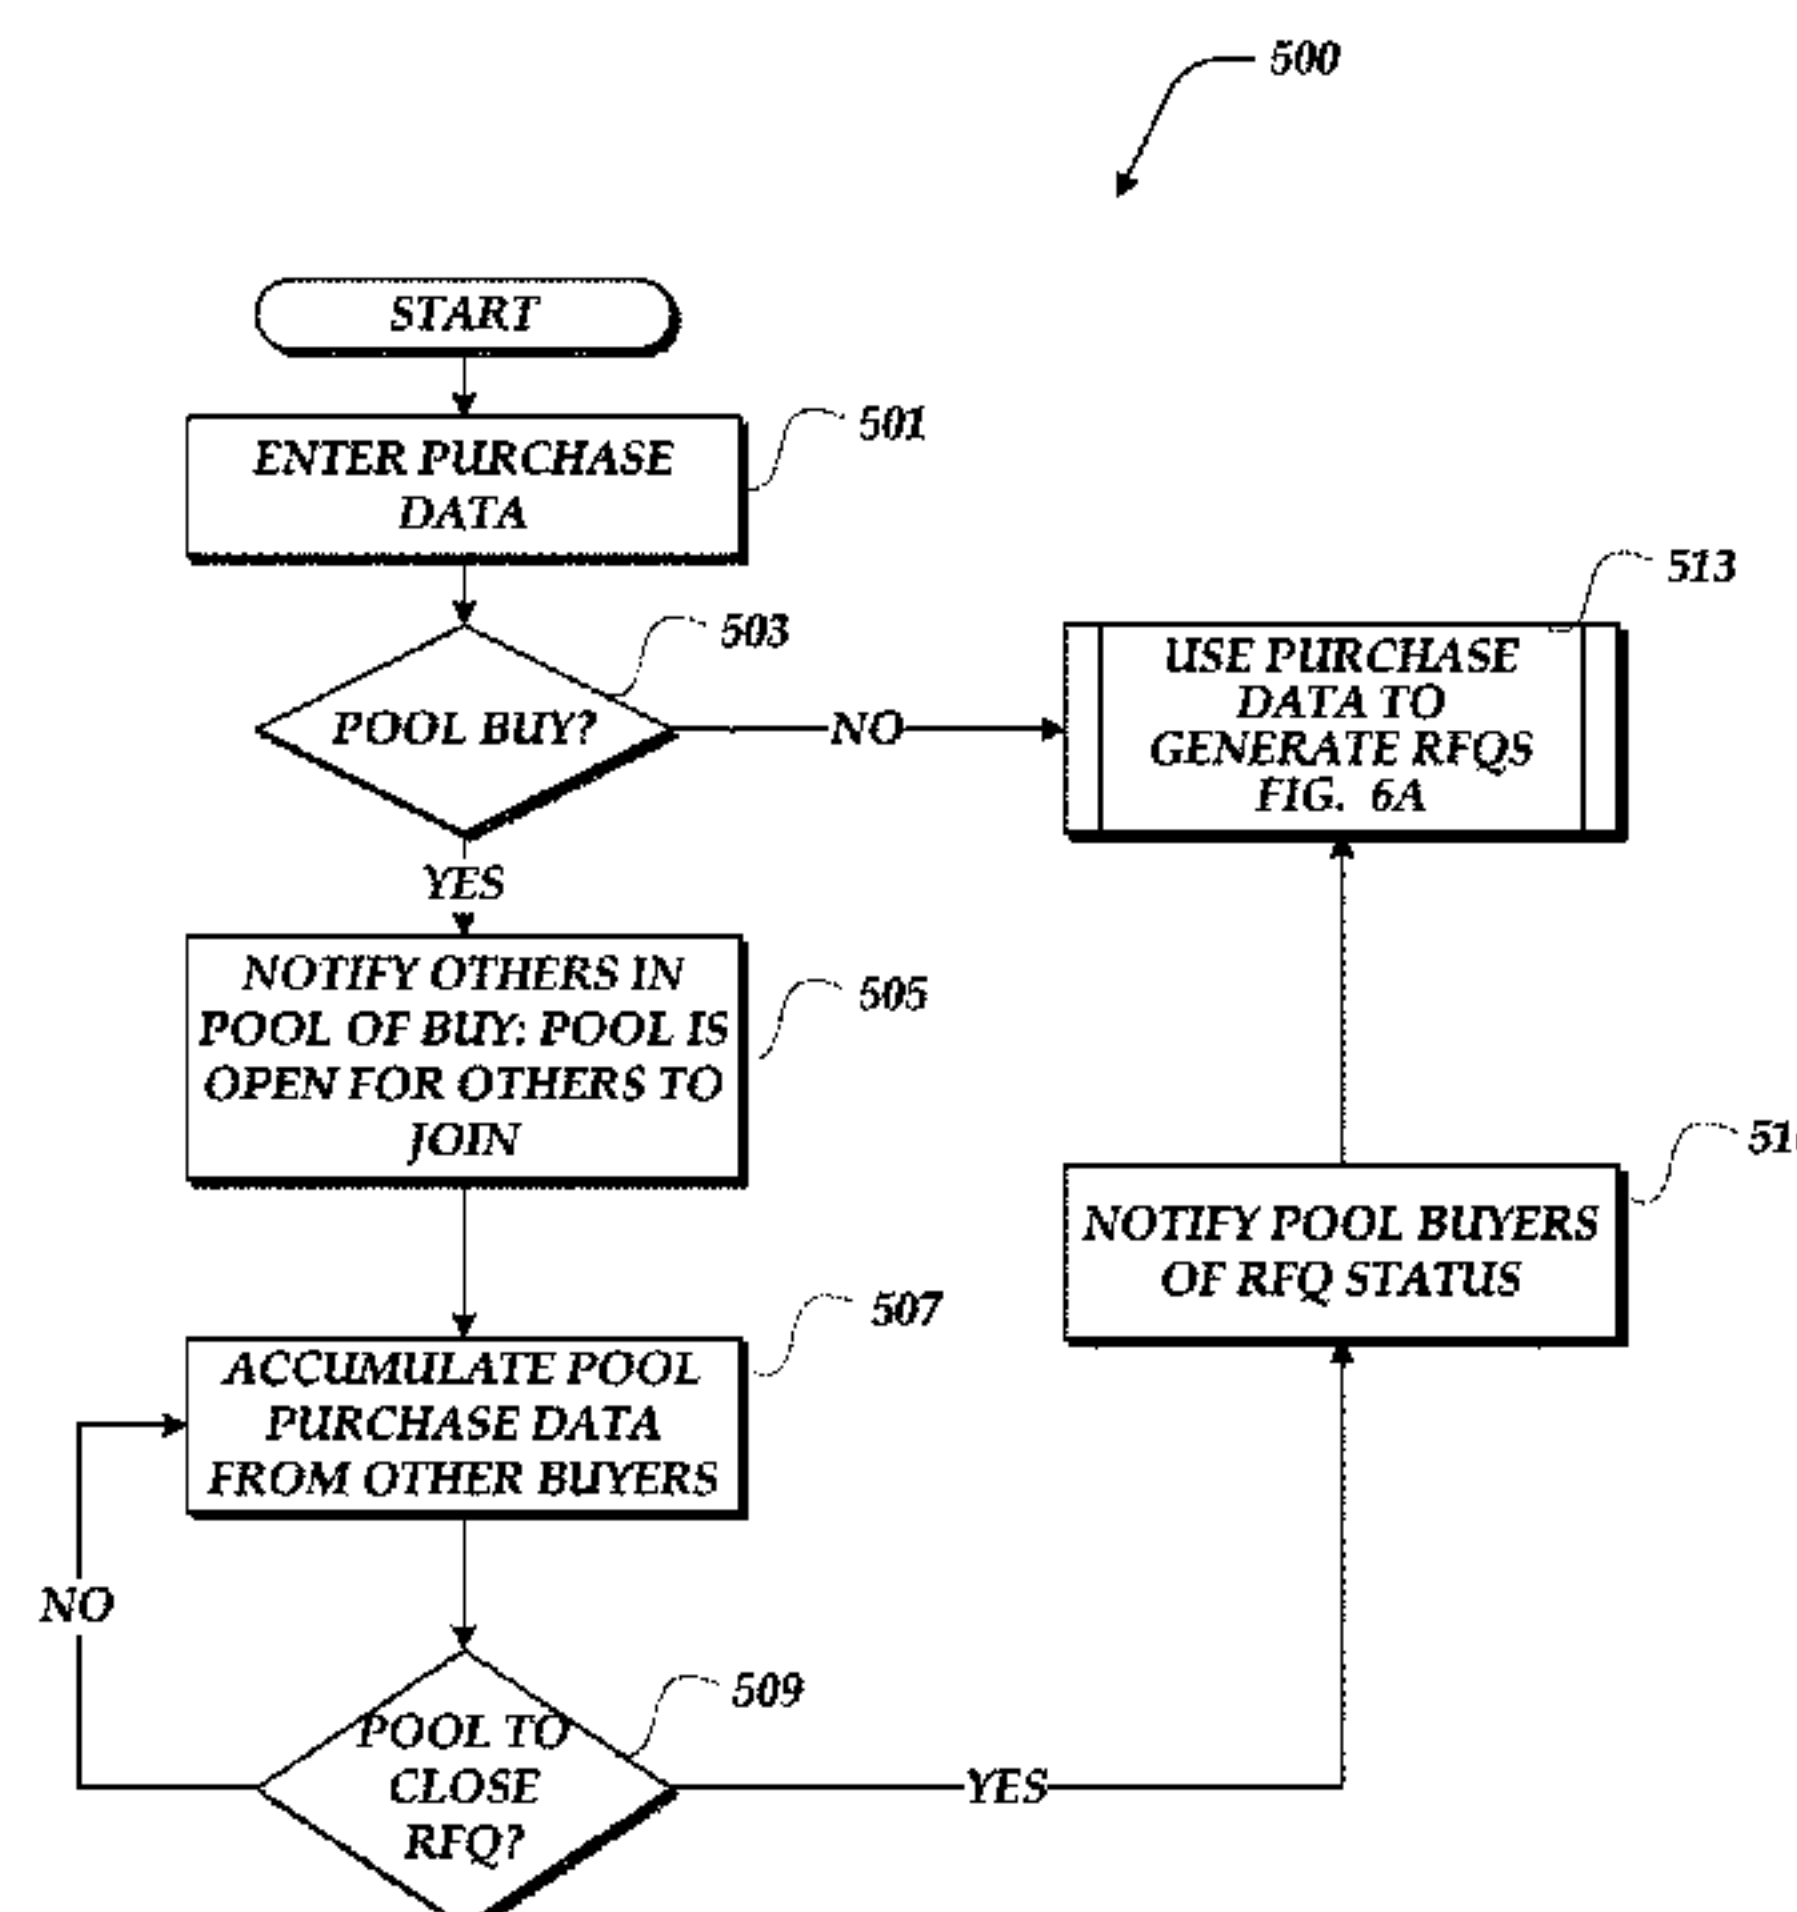 500
START
ENTER PURCHASE
DATA
501
POOL BUY?
503
NO
USE PURCHASE
DATA TO
GENERATE RFQS
FIG. 6A
513
YES
NOTIFY OTHERS IN
POOL OF BUY: POOL IS
OPEN FOR OTHERS TO
JOIN
505
NOTIFY POOL BUYERS
OF RFQ STATUS
ACCUMULATE POOL
PURCHASE DATA
FROM OTHER BUYERS
507
NO
POOL TO
CLOSE
RFQ?
509
YES